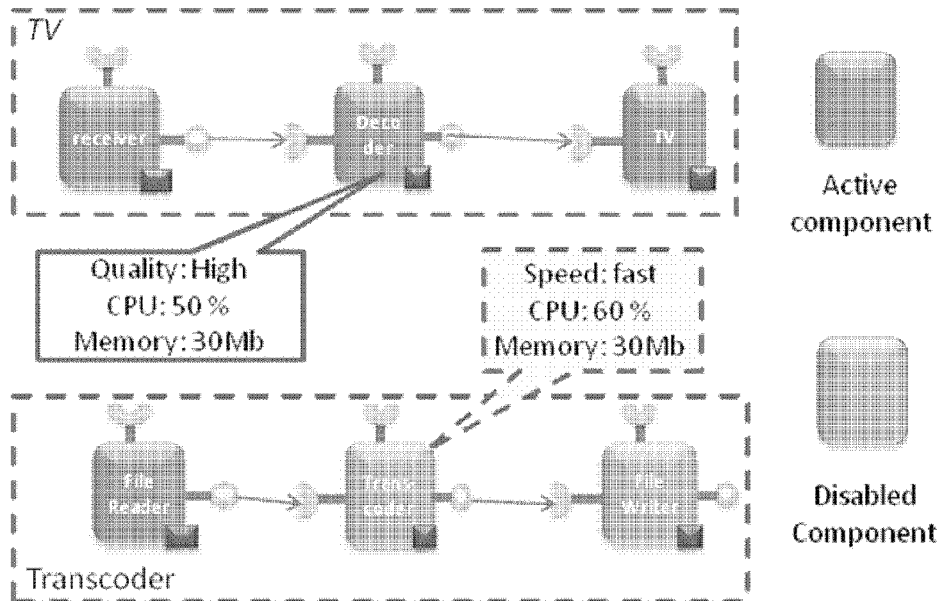 TV
receiver
Deco
der
TV
Active
component
Quality: High
CPU: 50 %
Memory: 30Mb
Speed: fast
CPU: 60 %
Memory: 30Mb
File
Reader
Trans
coder
File
Writer
Disabled
Component
Transcoder